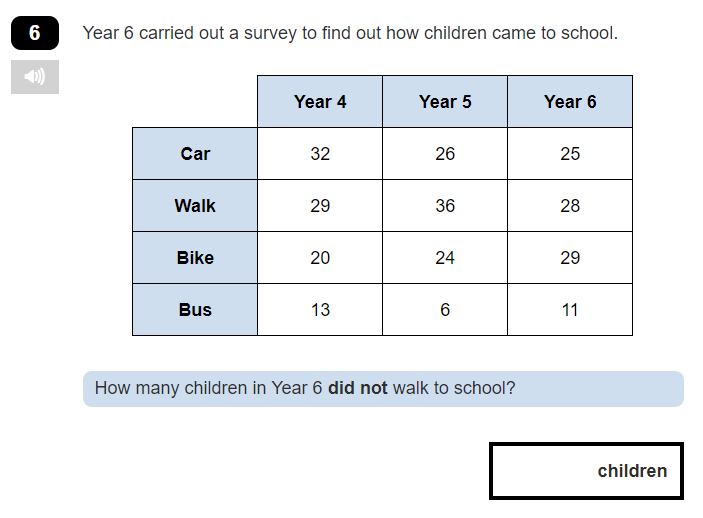 6
Year 6 carried out a survey to find out how children came to school.
Year 4 Year 5 Year 6
Car 32 26 25
Walk 29 36 28
Bike 20 24 29
Bus 13 6 11
How many children in Year 6 did not walk to school?
children